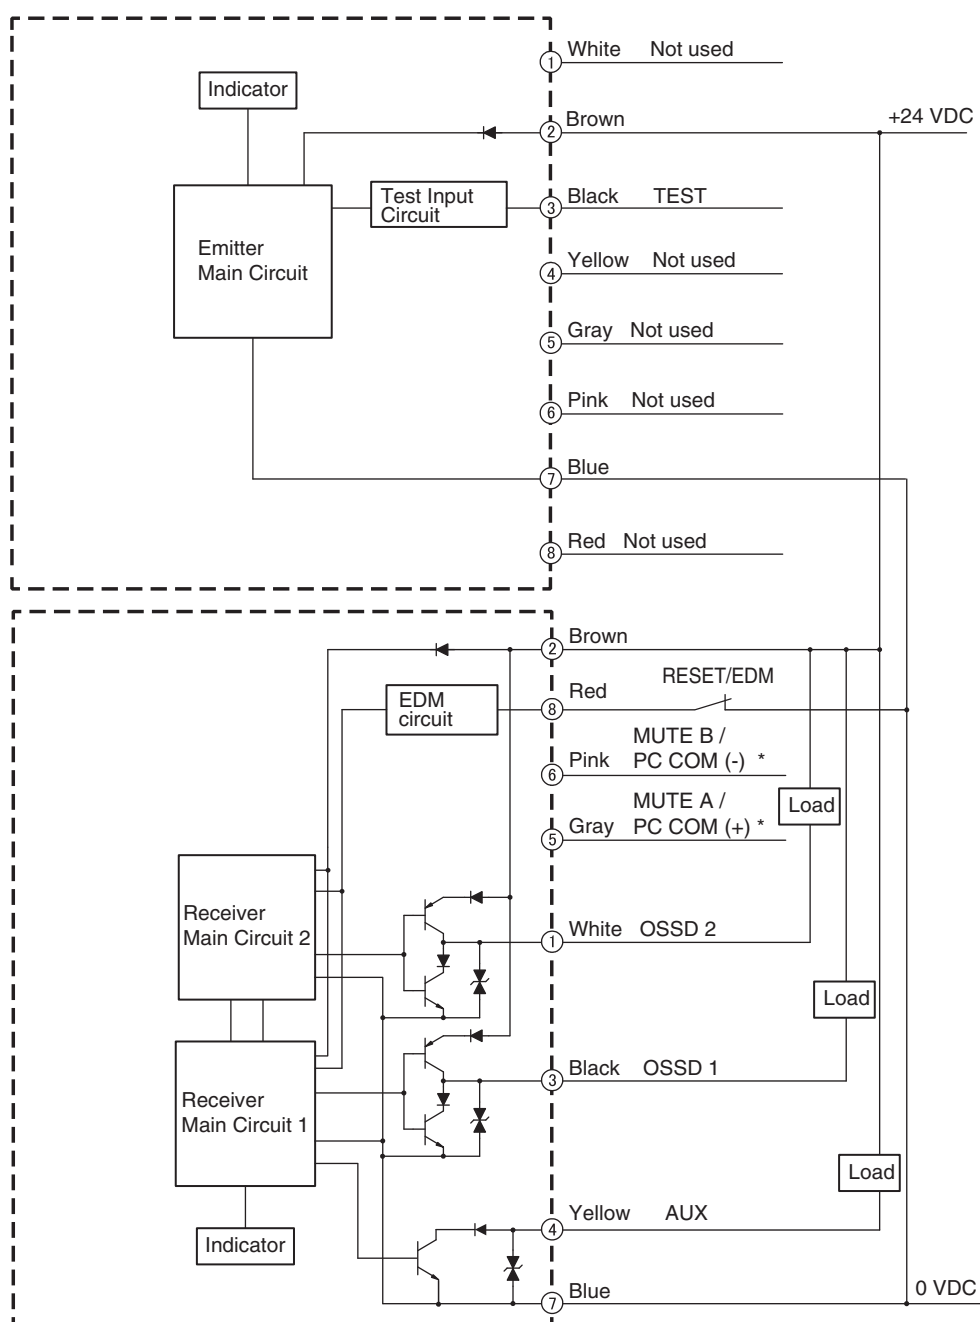 ① White Not used
Indicator
② Brown
+24 VDC
Test Input
Circuit
③ Black TEST
Emitter
Main Circuit
④ Yellow Not used
⑤ Gray Not used
⑥ Pink Not used
⑦ Blue
⑧ Red Not used
② Brown
EDM
circuit
⑧ Red
RESET/EDM
MUTE B /
⑥ Pink PC COM (-) *
Load
MUTE A /
⑤ Gray PC COM (+) *
Receiver
Main Circuit 2
① White OSSD 2
Load
③ Black OSSD 1
Receiver
Main Circuit 1
Load
④ Yellow AUX
Indicator
⑦ Blue
0 VDC